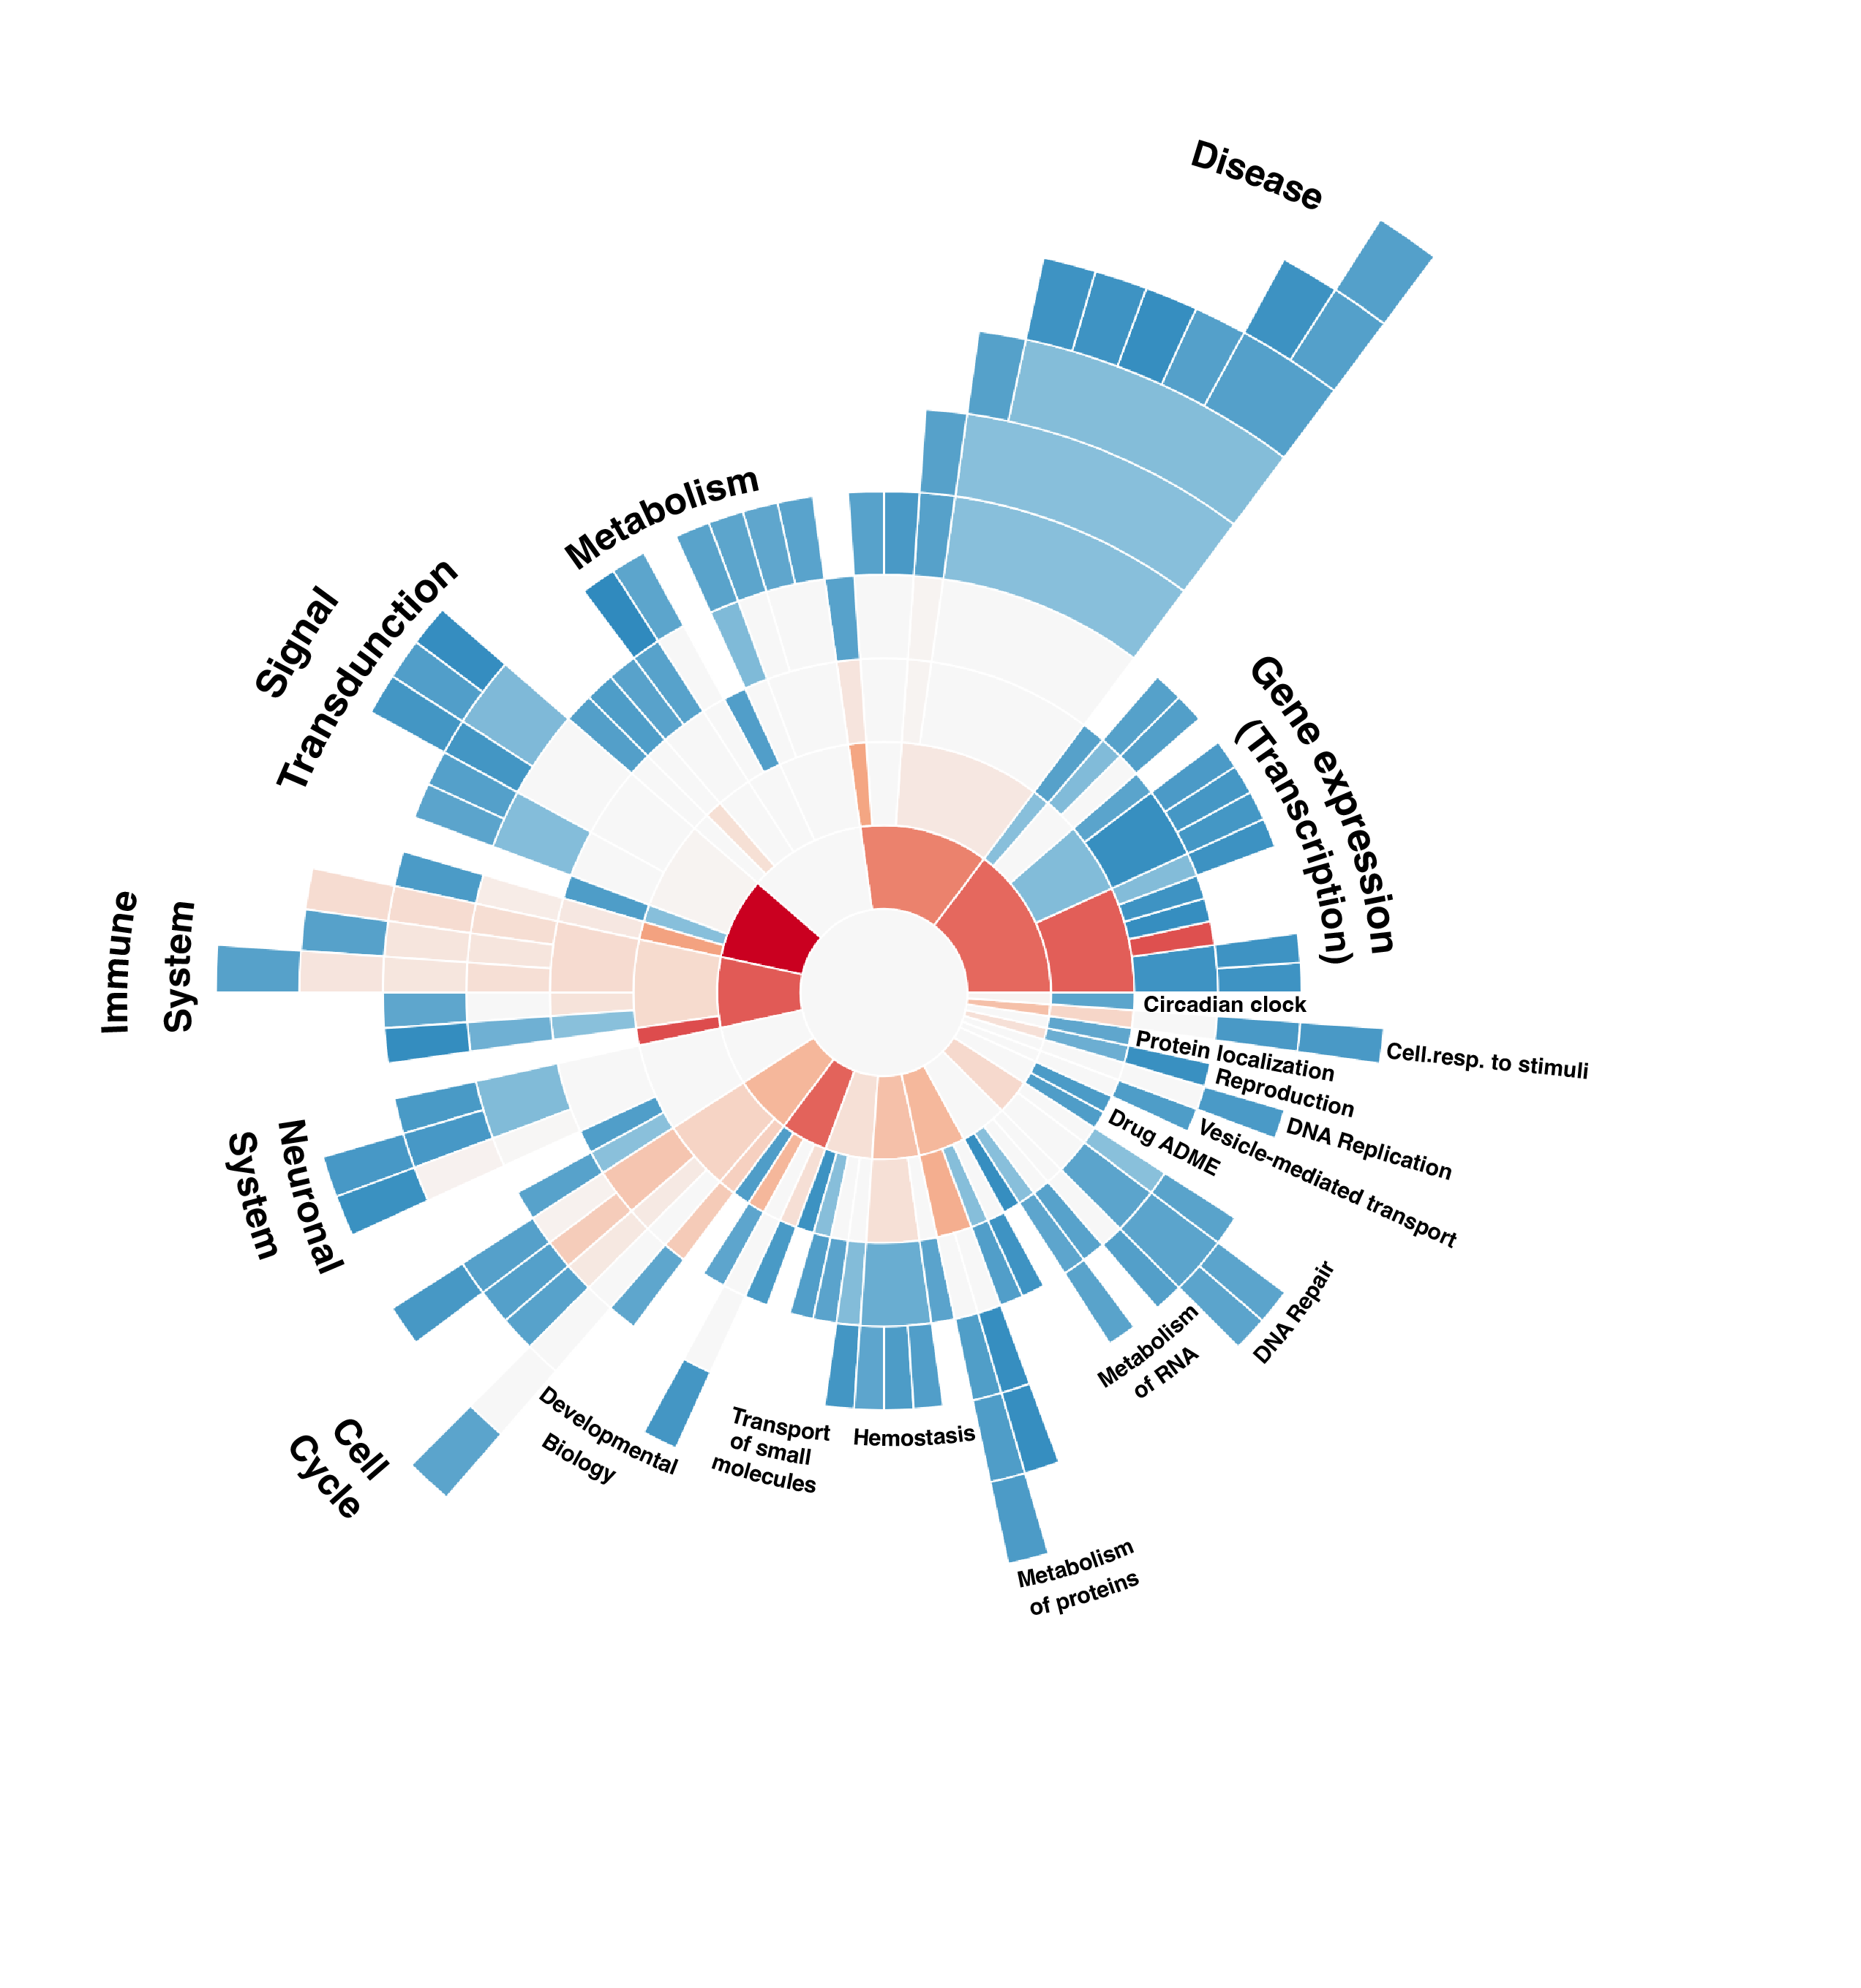 Disease
Metabolism
Signal
Transdunction
Gene expression
(Transcription)
Immune
System
Circadian clock
Cell.resp. to stimuli
Protein localization
Reproduction
DNA Replication
Vesicle-mediated transport
Drug ADME
Neuronal
System
DNA Repair
Metabolism
of RNA
Cell
Cycle
Developmental
Biology
Transport
of small
molecules
Hemostasis
Metabolism
of proteins